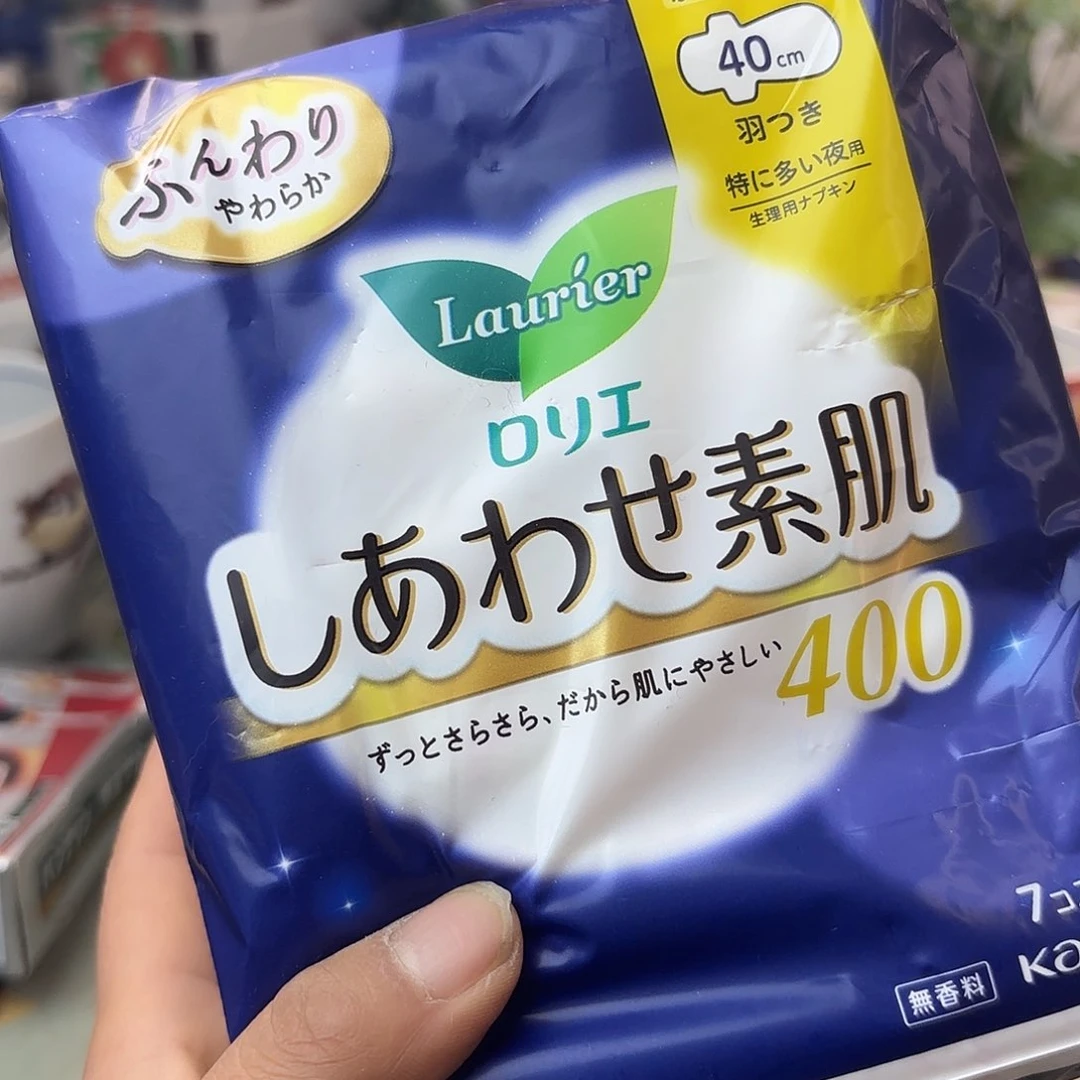 40cm
羽つき
特に多い夜用
生理用ナプキン
ふんわり
やわらか
Laurier
ロリエ
しあわせ素肌
400
ずっとさらさら、だから肌にやさしい
7コ
無香料